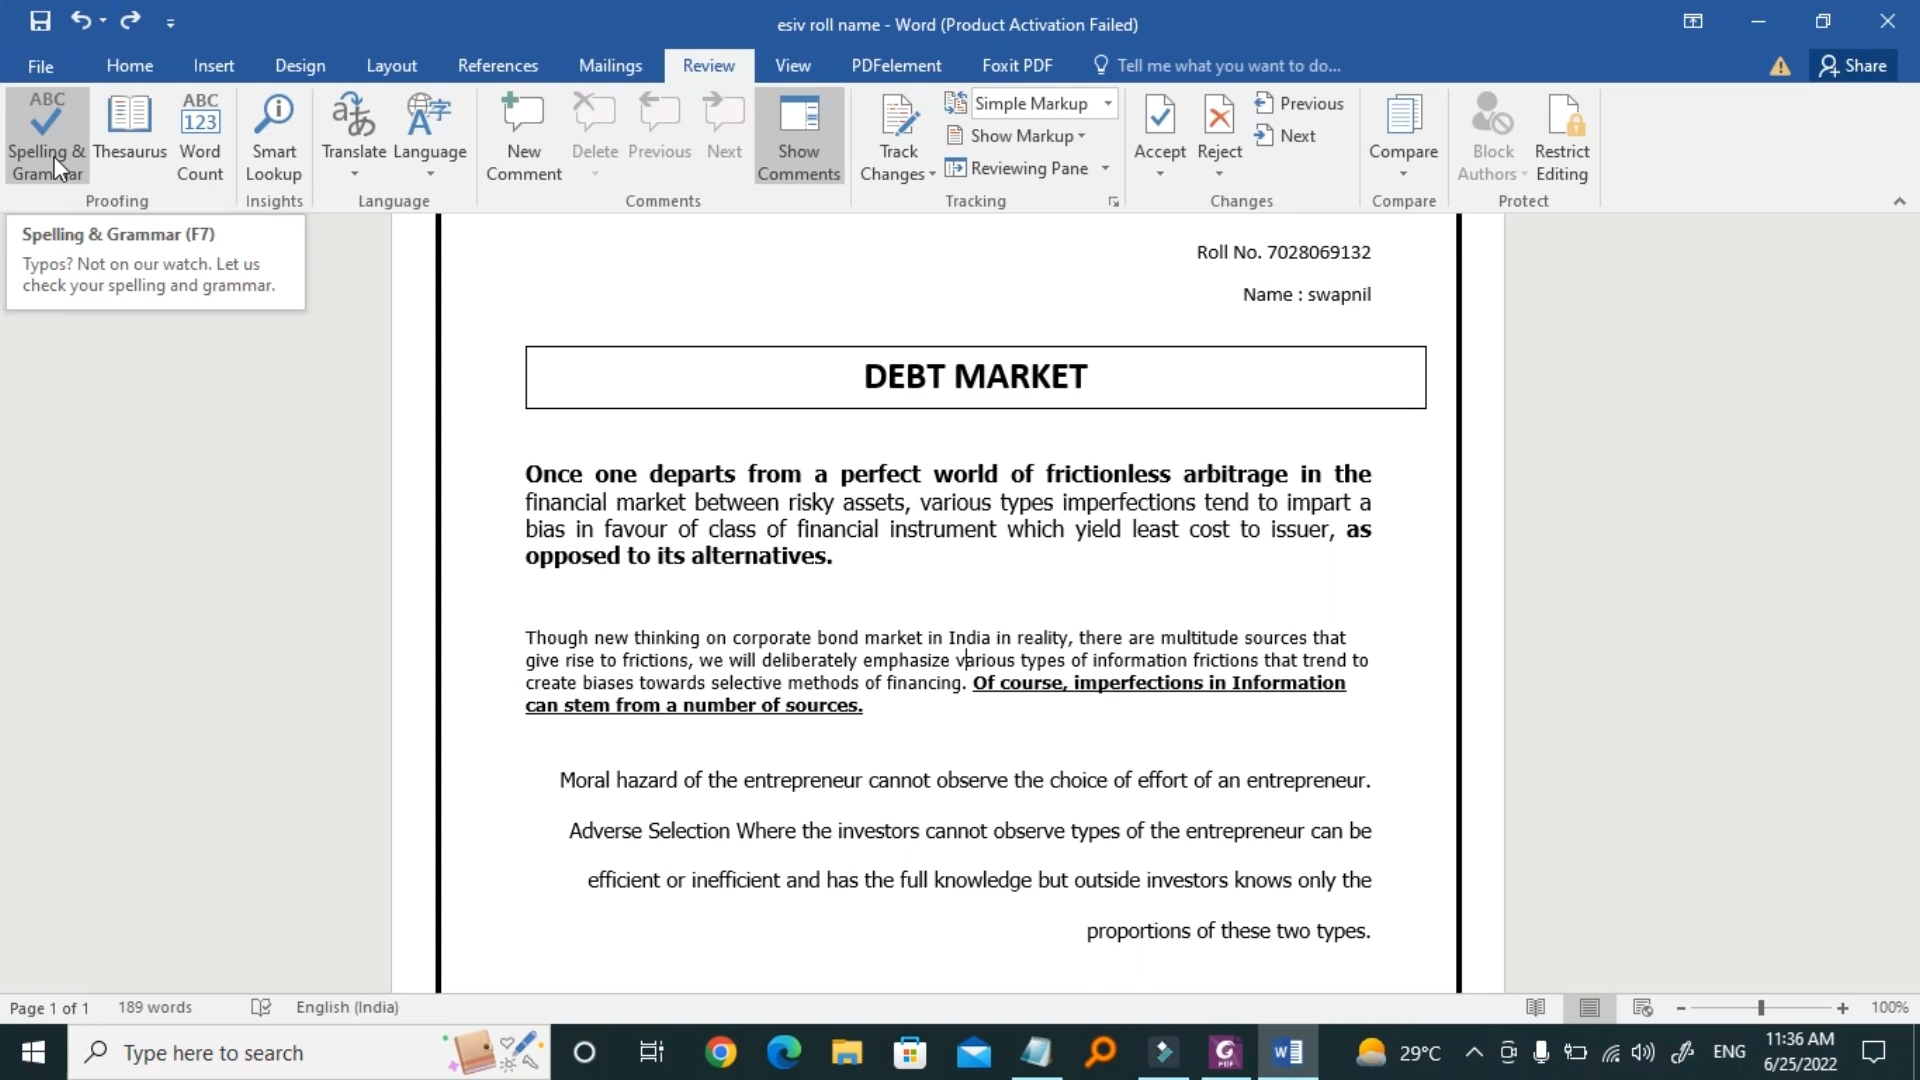 esiv roll name - Word (Product Activation Failed)
File Home Insert Design Layout References Mailings Review View PDFelement Foxit PDF Tell me what you want to do... Share
ABC
Spelling & Grammar
Thesaurus
ABC
123
Word Count
Smart Lookup
Translate
Language
New Comment
Delete
Previous
Next
Show Comments
Track Changes
Simple Markup
Show Markup
Reviewing Pane
Accept
Reject
Previous
Next
Compare
Block Authors
Restrict Editing
Proofing Insights Language Comments Tracking Changes Compare Protect
Spelling & Grammar (F7)
Typos? Not on our watch. Let us
check your spelling and grammar.
Roll No. 7028069132
Name : swapnil
DEBT MARKET
Once one departs from a perfect world of frictionless arbitrage in the
financial market between risky assets, various types imperfections tend to impart a
bias in favour of class of financial instrument which yield least cost to issuer, as
opposed to its alternatives.
Though new thinking on corporate bond market in India in reality, there are multitude sources that
give rise to frictions, we will deliberately emphasize various types of information frictions that trend to
create biases towards selective methods of financing. Of course, imperfections in Information
can stem from a number of sources.
Moral hazard of the entrepreneur cannot observe the choice of effort of an entrepreneur.
Adverse Selection Where the investors cannot observe types of the entrepreneur can be
efficient or inefficient and has the full knowledge but outside investors knows only the
proportions of these two types.
Page 1 of 1 189 words English (India) 100%
Type here to search
29°C ENG 11:36 AM
6/25/2022